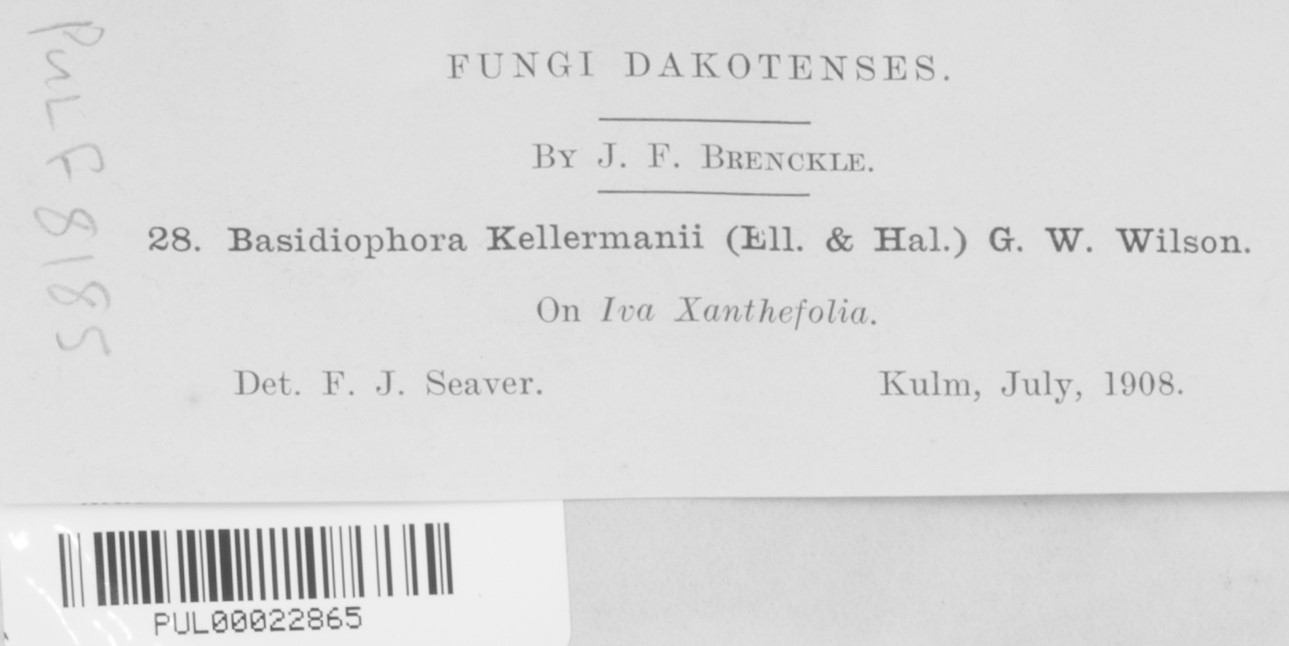 FUNGI DAKOTENSES.
BY J. F. BRENCKLE.
28. Basidiophora Kellermanii (Ell. & Hal.) G. W. Wilson.
On Iva Xanthefolia.
Det. F. J. Seaver. Kulm, July, 1908.
PUL F 8185
PUL00022865